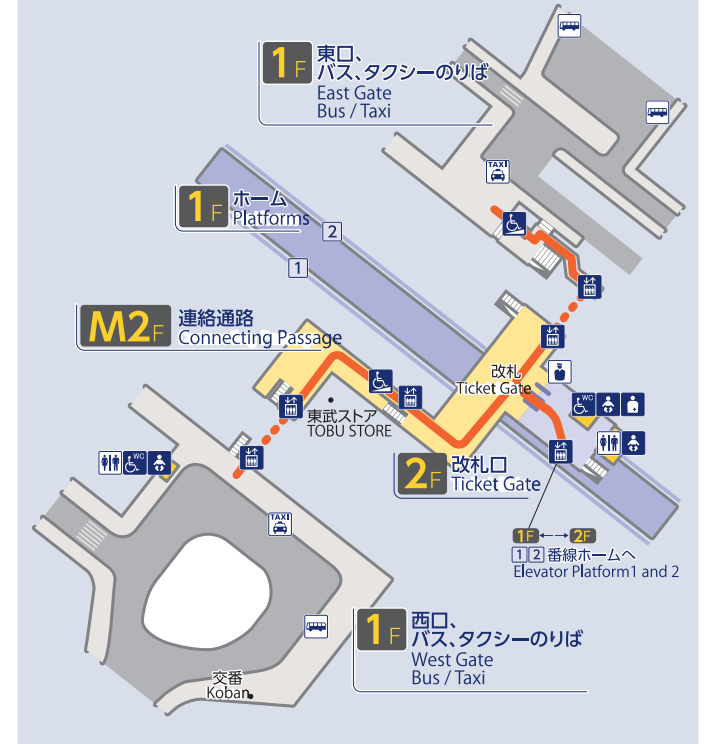 1F
東口、
バス、タクシーのりば
East Gate
Bus / Taxi
TAXI
1F
ホーム
Platforms
2
1
M2F
連絡通路
Connecting Passage
改札
Ticket Gate
WC
東武ストア
TOBU STORE
2F
改札口
Ticket Gate
WC
TAXI
1F ←→ 2F
1 2 番線ホームへ
Elevator Platform1 and 2
1F
西口、
バス、タクシーのりば
West Gate
Bus / Taxi
交番
Koban